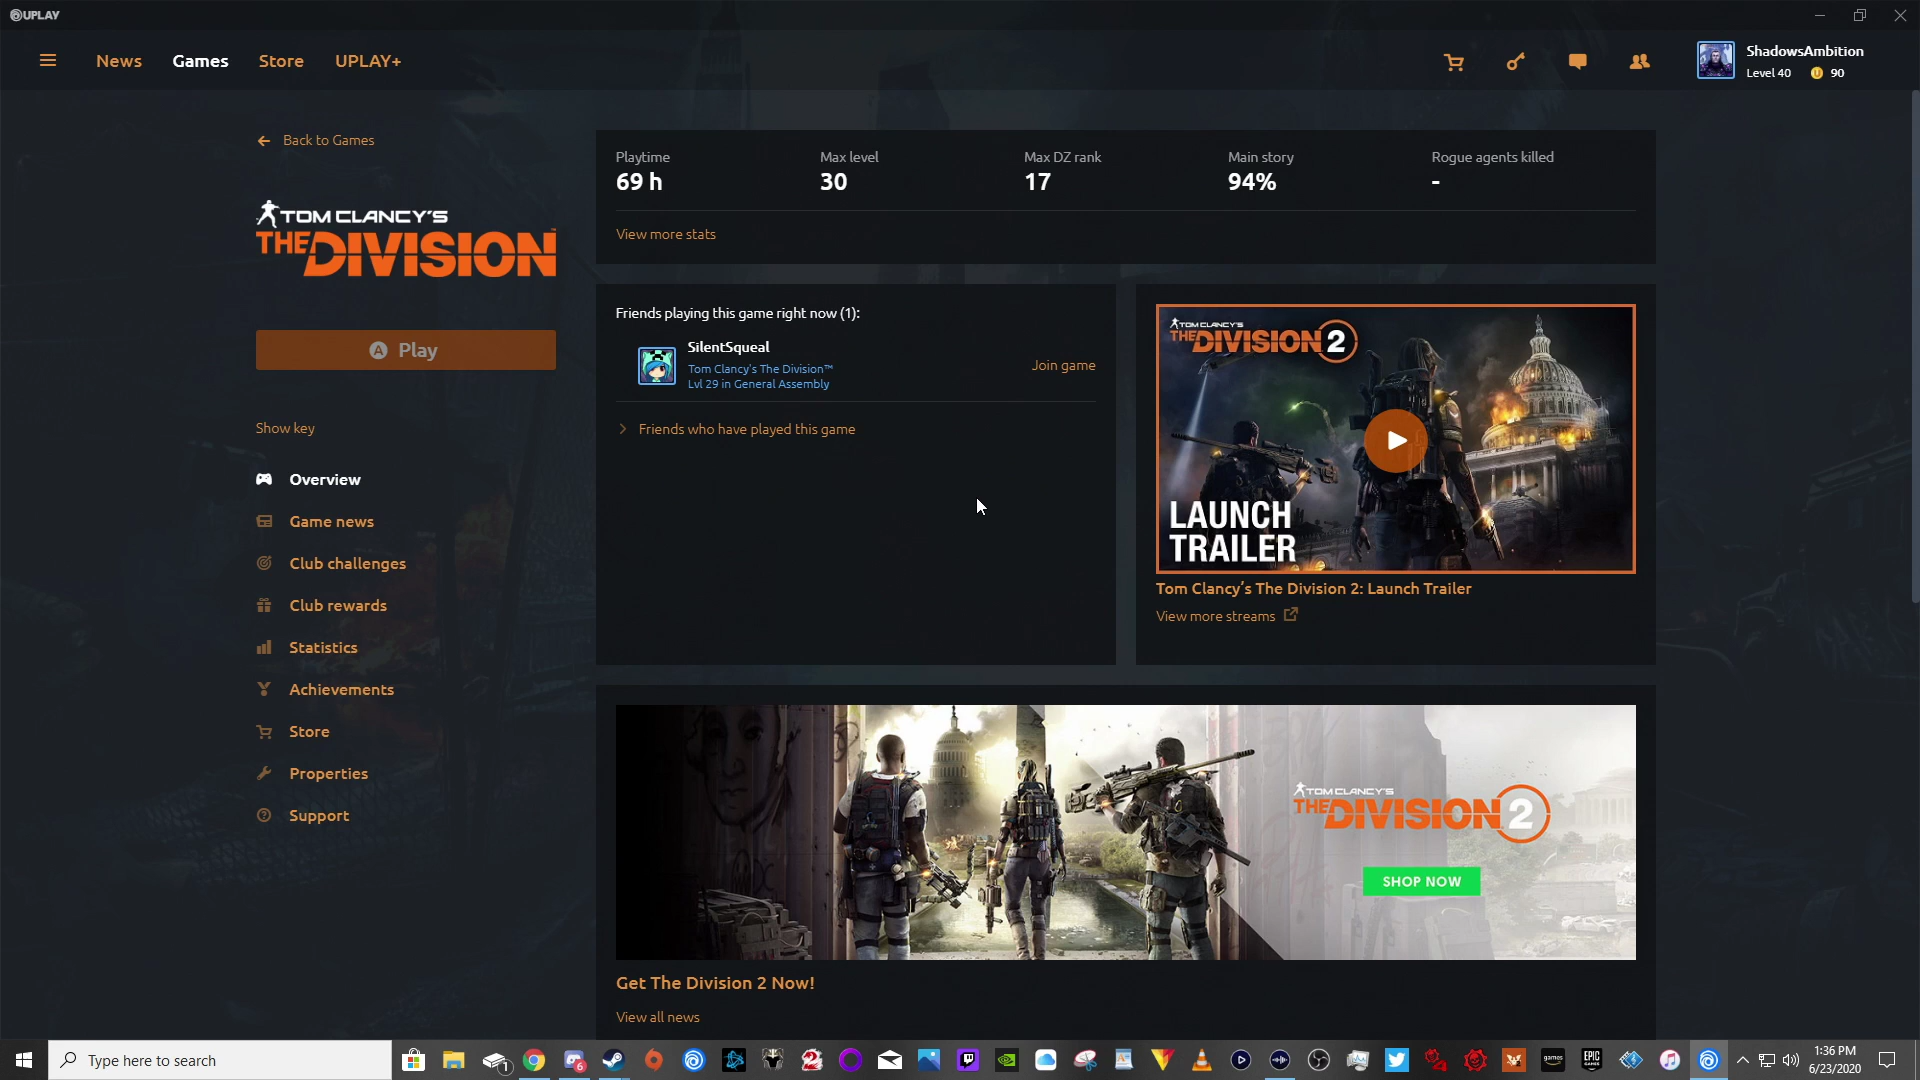 UPLAY
News
Games
Store
UPLAY+
ShadowsAmbition
Level 40
90
Back to Games
TOM CLANCY'S
THE DIVISION™
A Play
Show key
Overview
Game news
Club challenges
Club rewards
Statistics
Achievements
Store
Properties
Support
Playtime
69 h
Max level
30
Max DZ rank
17
Main story
94%
Rogue agents killed
-
View more stats
Friends playing this game right now (1):
SilentSqueal
Tom Clancy's The Division™
Lvl 29 in General Assembly
Join game
Friends who have played this game
TOM CLANCY'S
THE DIVISION 2
LAUNCH
TRAILER
Tom Clancy's The Division 2: Launch Trailer
View more streams
TOM CLANCY'S
THE DIVISION 2
SHOP NOW
Get The Division 2 Now!
View all news
Type here to search
1
6
games
EPIC
GAMES
1:36 PM
6/23/2020